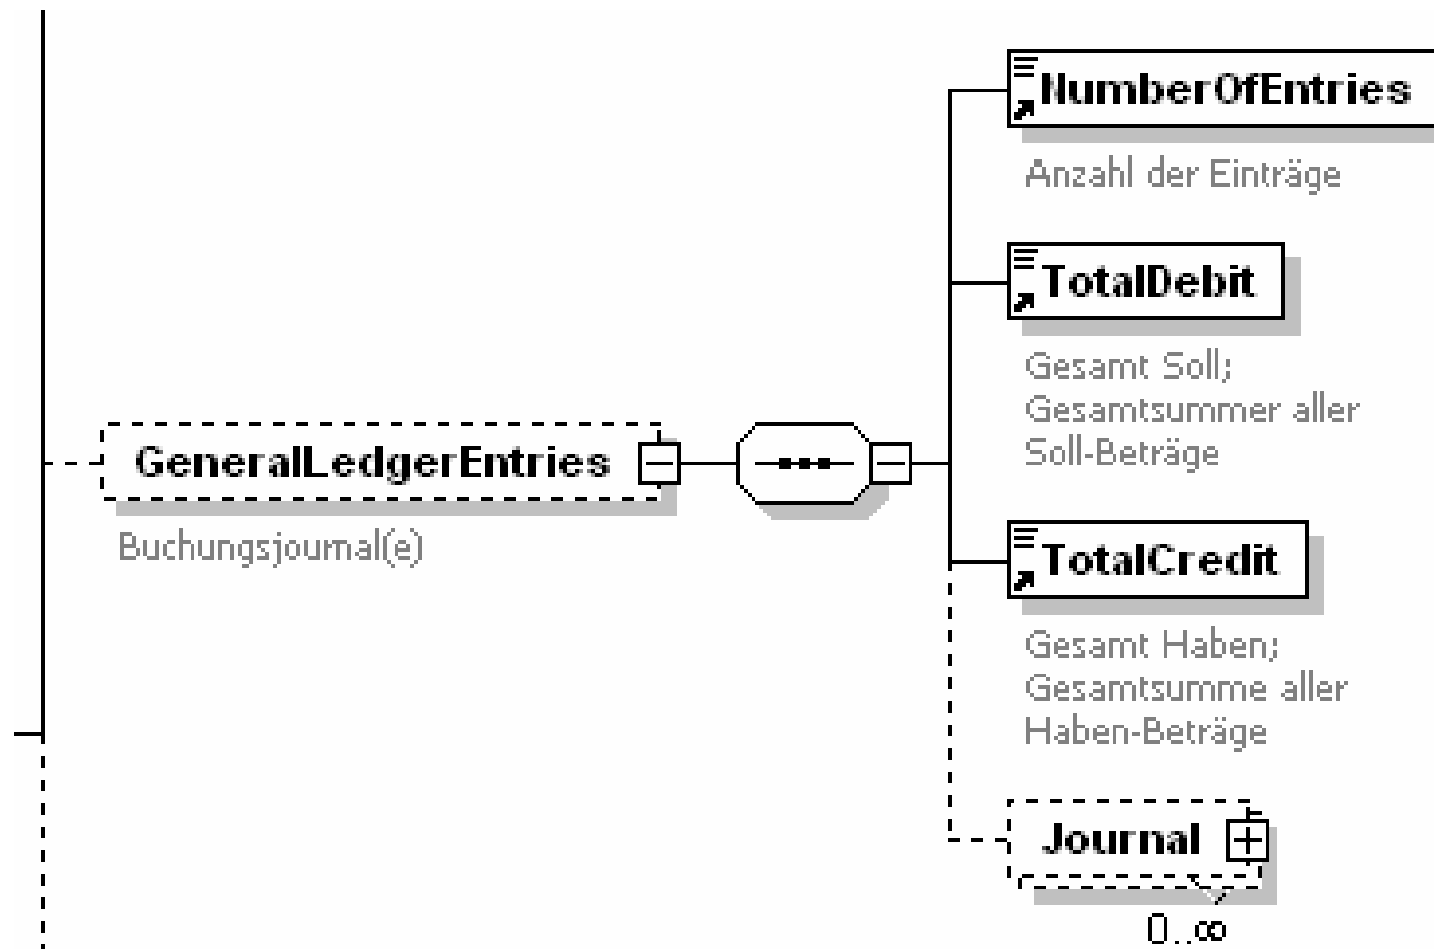 NumberOfEntries
Anzahl der Einträge
TotalDebit
Gesamt Soll;
Gesamtsummer aller
Soll-Beträge
GeneralLedgerEntries
Buchungsjournal(e)
TotalCredit
Gesamt Haben;
Gesamtsumme aller
Haben-Beträge
Journal
0..∞